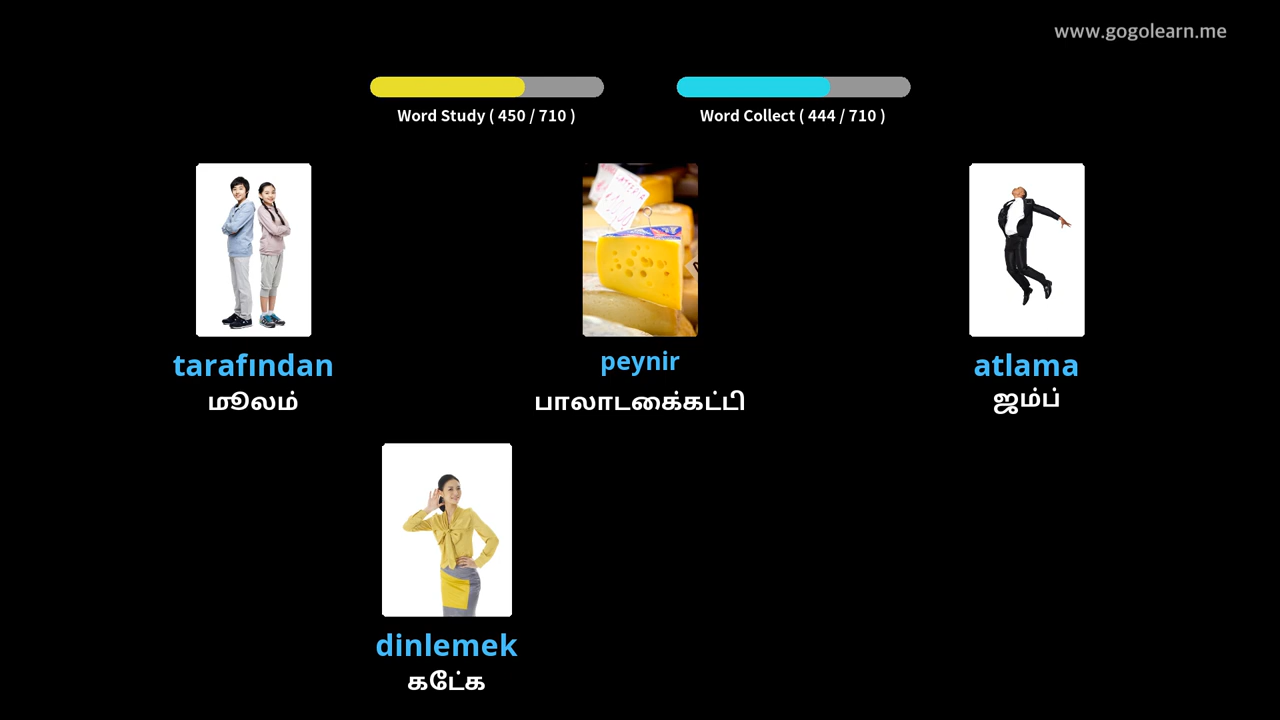 www.gogolearn.me
Word Study ( 450 / 710 )
Word Collect ( 444 / 710 )
tarafından
மூலம்
peynir
பாலாடைக்கட்டி
atlama
ஜம்ப்
dinlemek
கேட்க